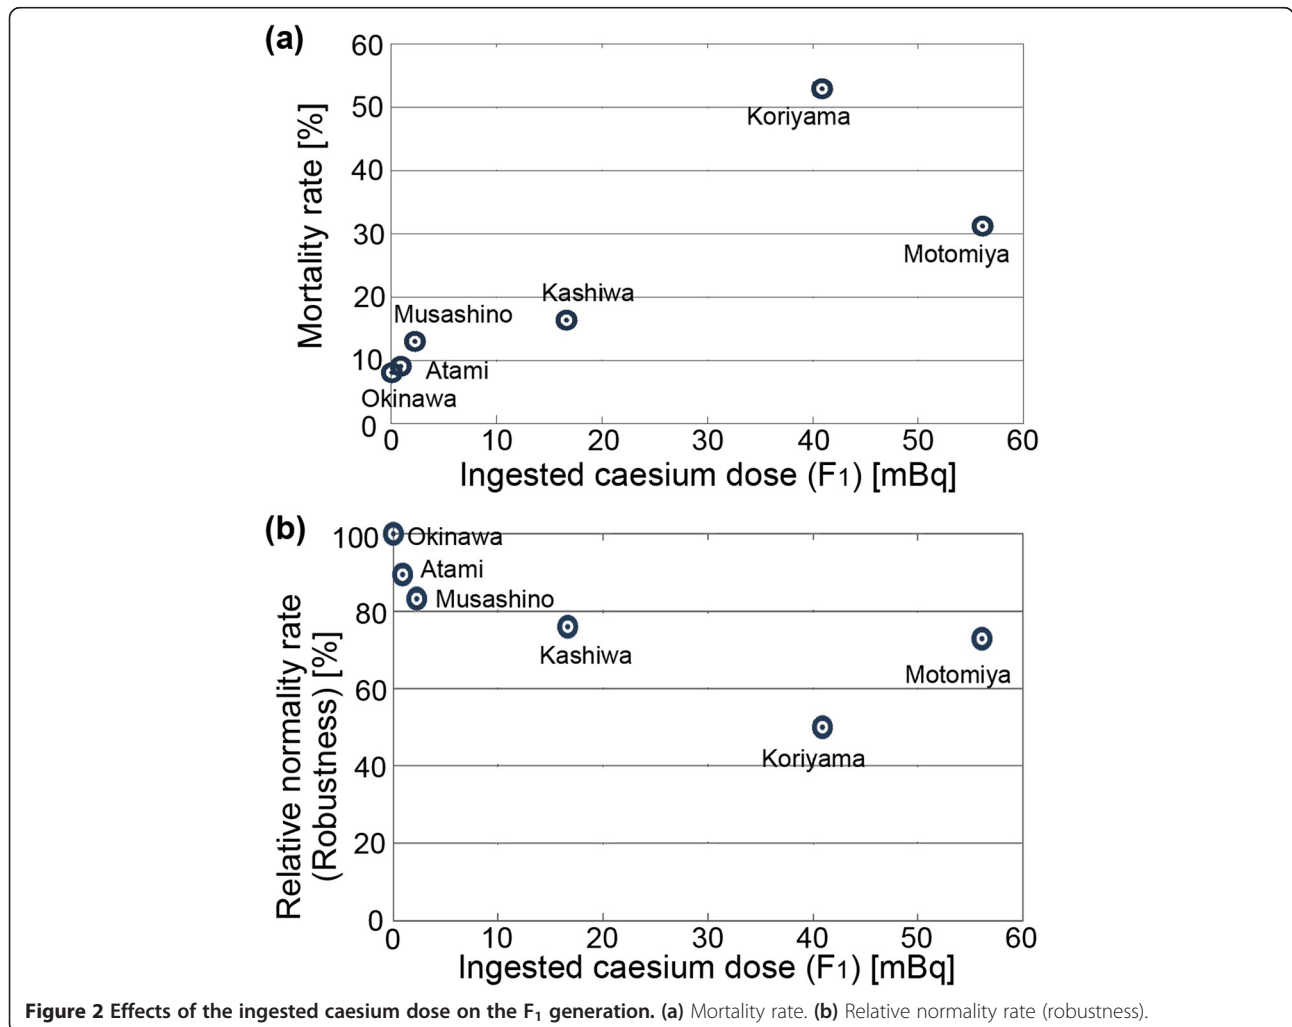 (a)
60
50
40
30
20
10
0
Mortality rate [%]
Koriyama
Motomiya
Kashiwa
Musashino
Atami
Okinawa
0 10 20 30 40 50 60
Ingested caesium dose (F1) [mBq]
(b)
100
80
60
40
20
0
Relative normality rate
(Robustness) [%]
Okinawa
Atami
Musashino
Kashiwa
Motomiya
Koriyama
0 10 20 30 40 50 60
Ingested caesium dose (F1) [mBq]
Figure 2 Effects of the ingested caesium dose on the F1 generation. (a) Mortality rate. (b) Relative normality rate (robustness).